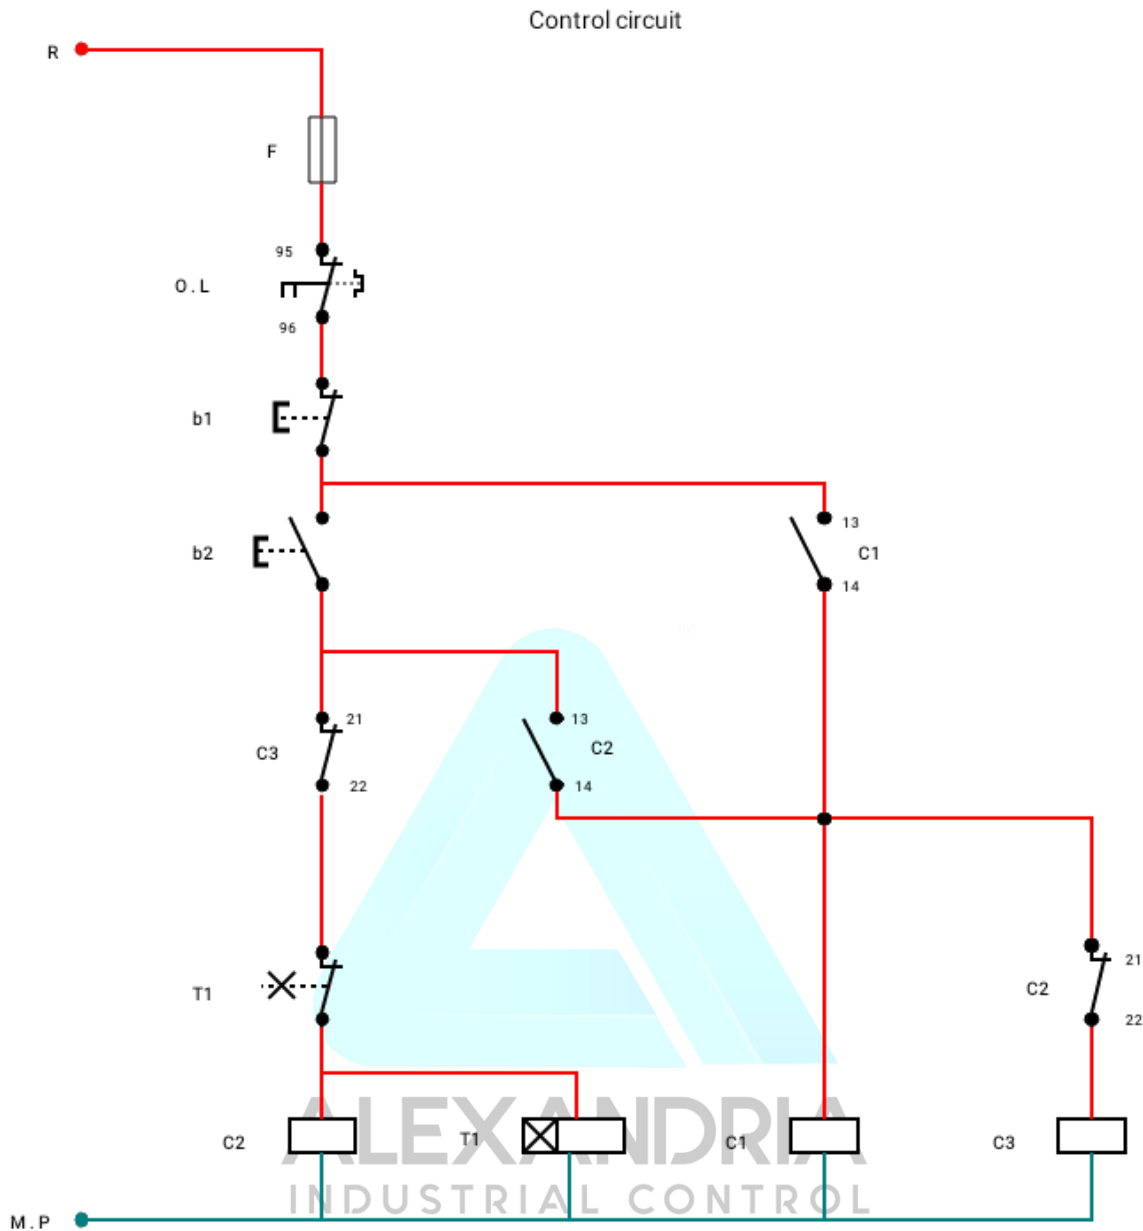 Control circuit
R
F
95
O.L
96
b1
13
b2
C1
14
21
13
C3
C2
22
14
21
T1
C2
22
C2
T1
C1
C3
ALEXANDRIA
INDUSTRIAL CONTROL
M.P